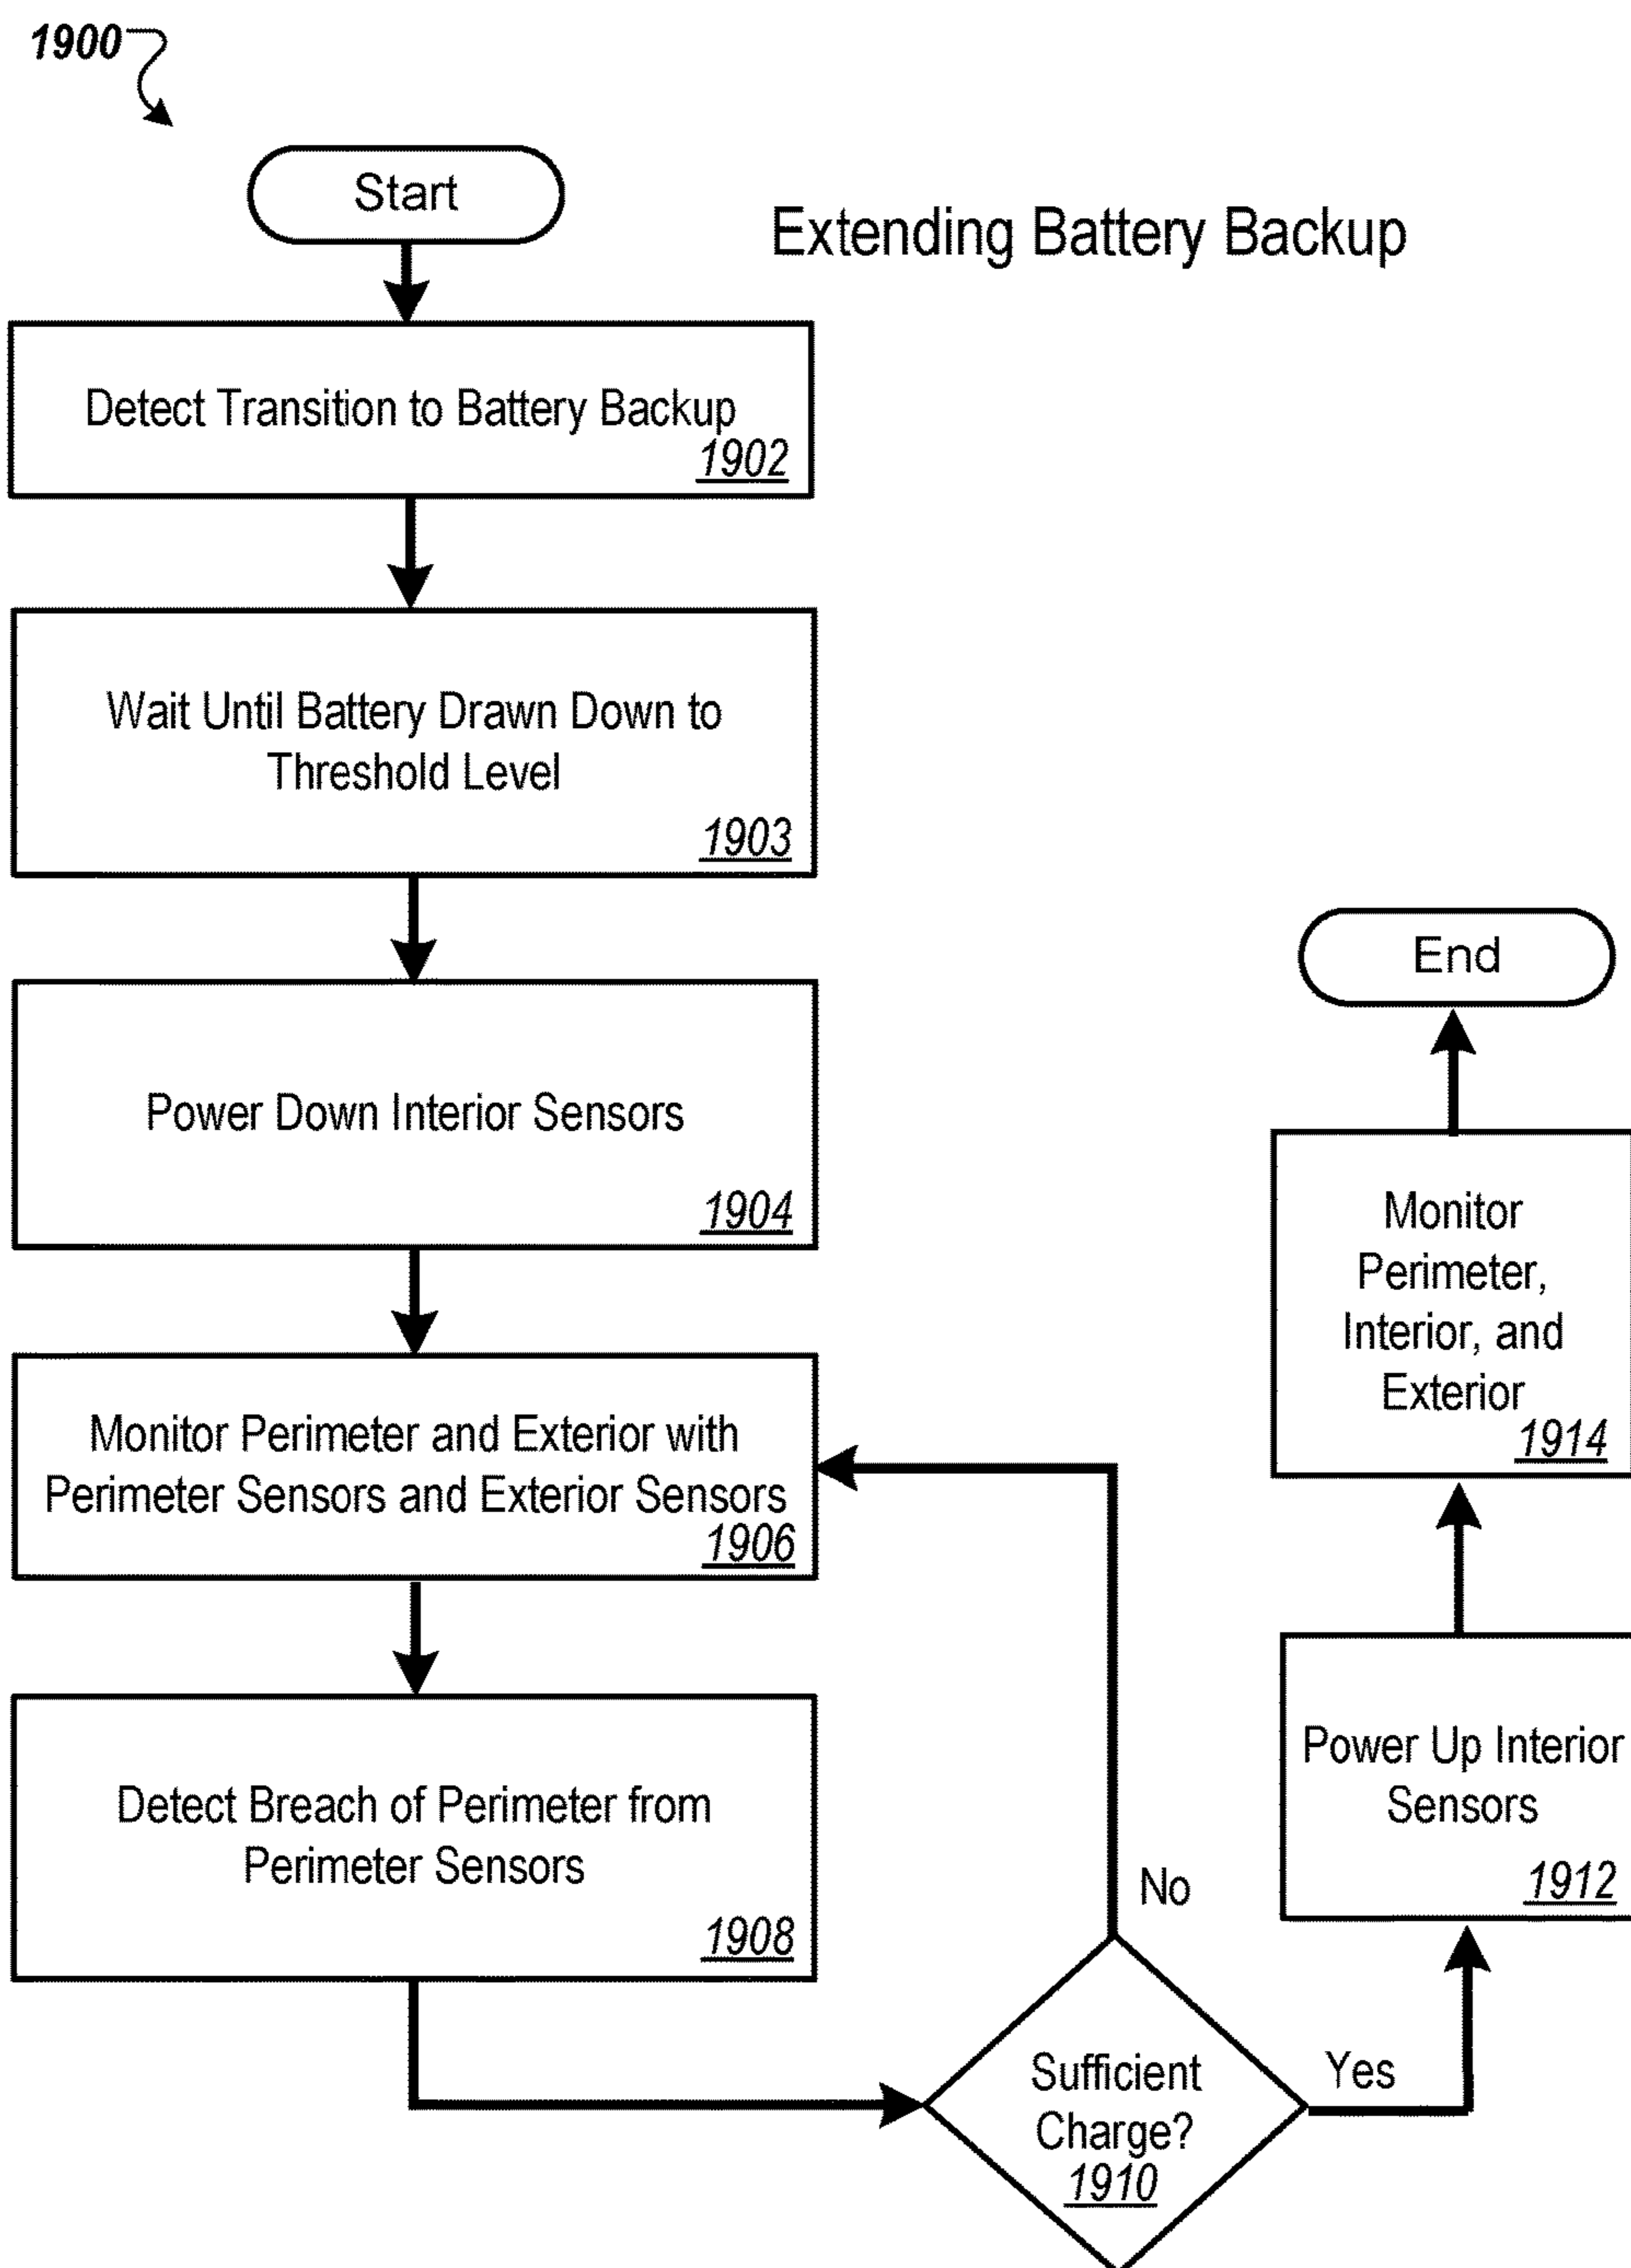 1900
Start
Extending Battery Backup
Detect Transition to Battery Backup
1902
Wait Until Battery Drawn Down to
Threshold Level
1903
Power Down Interior Sensors
1904
Monitor Perimeter and Exterior with
Perimeter Sensors and Exterior Sensors
1906
Detect Breach of Perimeter from
Perimeter Sensors
1908
Sufficient
Charge?
1910
No
Yes
Power Up Interior
Sensors
1912
Monitor
Perimeter,
Interior, and
Exterior
1914
End